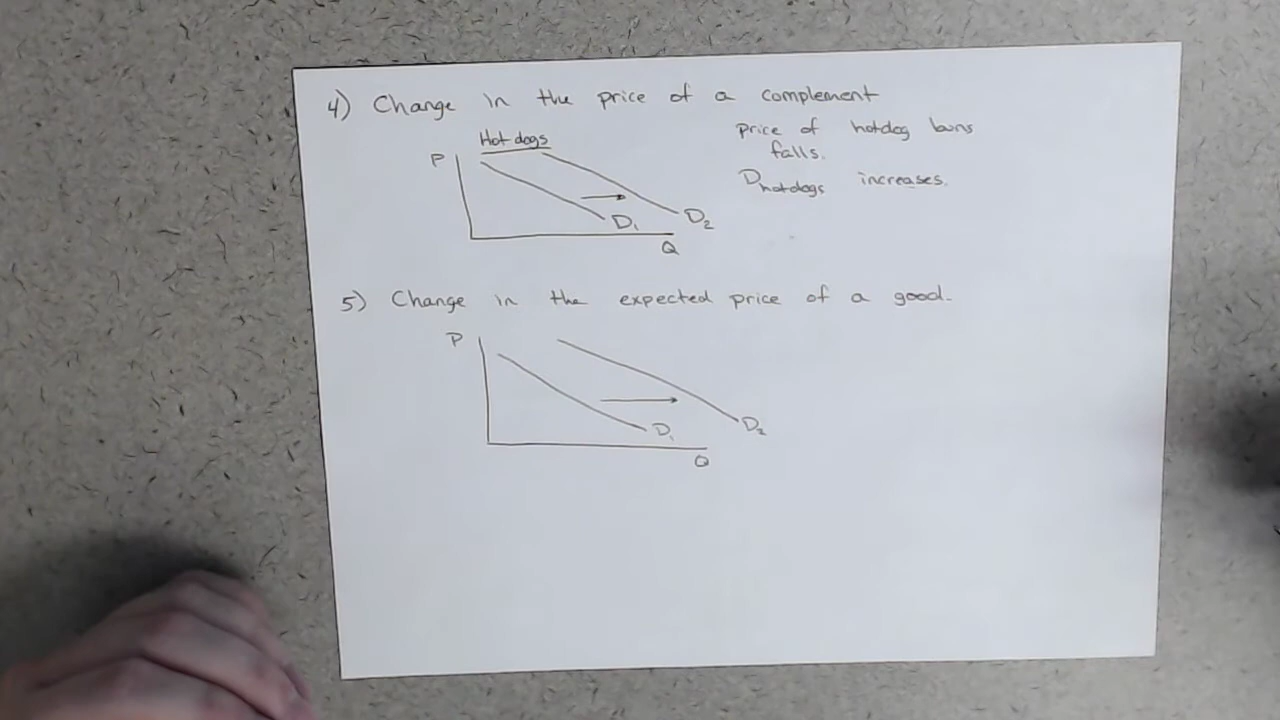 4) Change in the price of a complement
Hot dogs
P
D₁
D₂
Q
price of hotdog buns
falls.
Dhotdogs increases.
5) Change in the expected price of a good.
P
D₁
D₂
Q